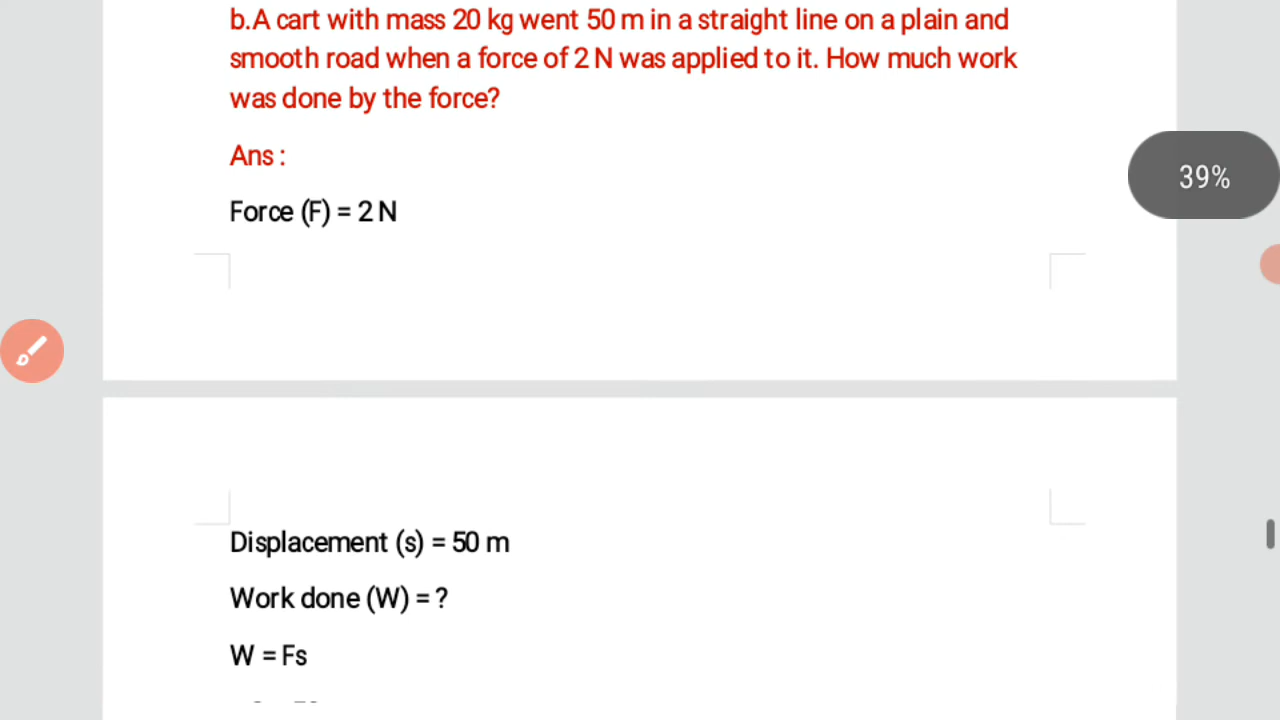 b.A cart with mass 20 kg went 50 m in a straight line on a plain and
smooth road when a force of 2 N was applied to it. How much work
was done by the force?
Ans :
39%
Force (F) = 2 N
Displacement (s) = 50 m
Work done (W) = ?
W = Fs